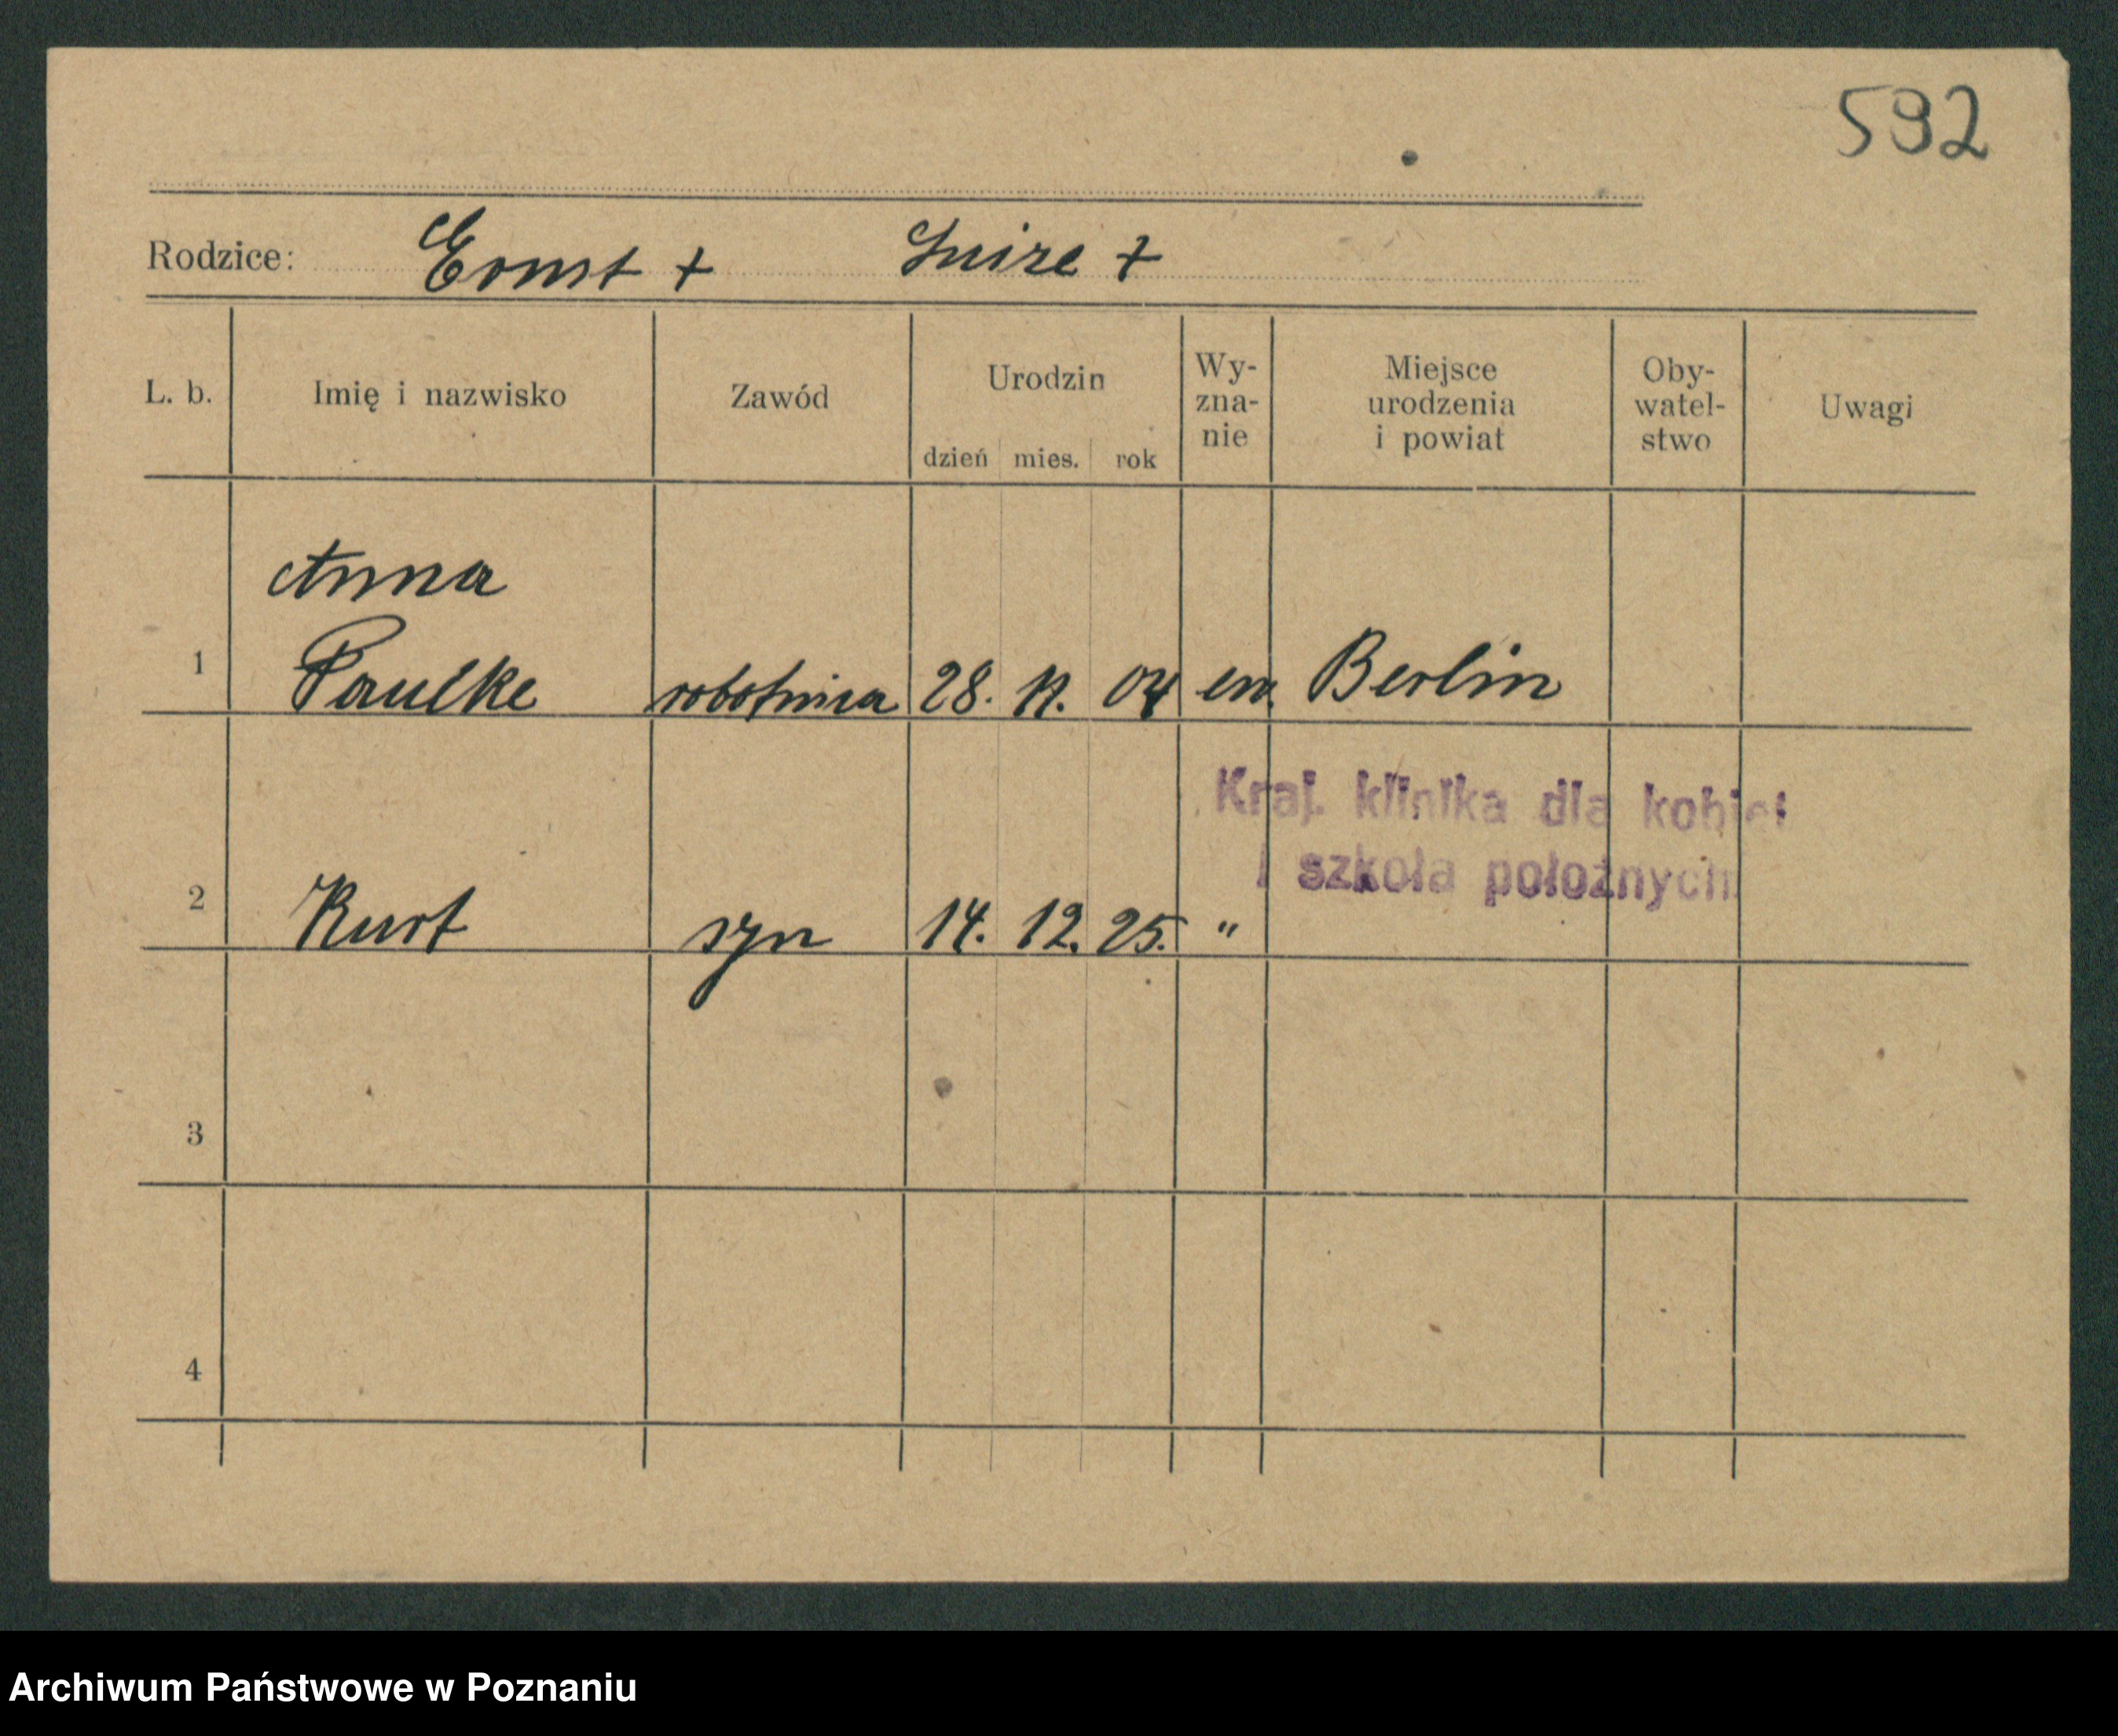 592
Rodzice: Ernst + Luise +
L. b. Imię i nazwisko Zawód Urodzin dzień mies. rok Wy-zna-nie Miejsce urodzenia i powiat Oby-watel-stwo Uwagi
Anna
1 Paulke robotnica 28. 11. 04 ew. Berlin
Kraj. klinika dla kobiet
i szkoła położnych
2 Kurt syn 14. 12. 25. "
3
4
Archiwum Państwowe w Poznaniu